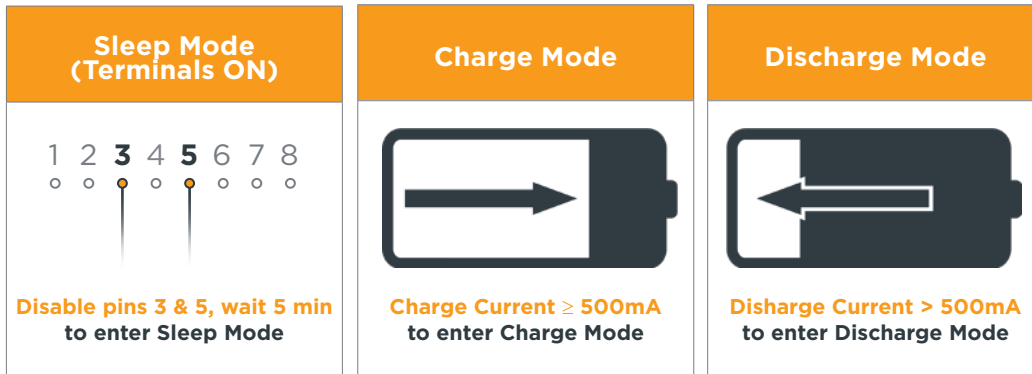 Sleep Mode
(Terminals ON)
1 2 3 4 5 6 7 8
Disable pins 3 & 5, wait 5 min
to enter Sleep Mode
Charge Mode
Charge Current ≥ 500mA
to enter Charge Mode
Discharge Mode
Disharge Current > 500mA
to enter Discharge Mode